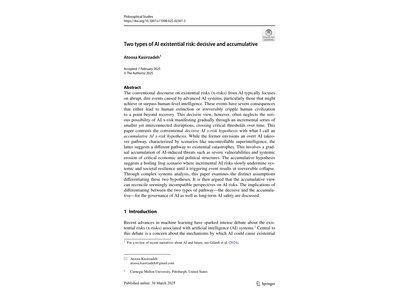 Philosophical Studies
Two types of AI existential risk: decisive and accumulative
Atoosa Kasirzadeh¹
Accepted: 7 February 2025
© The Author(s) 2025
Abstract
The conventional discourse on existential risks (x-risks) from AI typically focuses
on abrupt, dire events caused by advanced AI systems, particularly those that might
achieve or surpass human-level intelligence. These events have severe consequences
that either lead to human extinction or irreversibly cripple human civilization
to a point beyond recovery. This decisive view, however, often neglects the serious
possibility of AI x-risk manifesting gradually through an incremental series of
smaller yet interconnected disruptions, crossing critical thresholds over time. This
paper contrasts the conventional decisive AI x-risk hypothesis with what I call an
accumulative AI x-risk hypothesis. While the former envisions an overt AI takeover
pathway, characterized by scenarios like uncontrollable superintelligence, the
latter suggests a different pathway to existential catastrophes. This involves a gradual
accumulation of AI-induced threats such as severe vulnerabilities and systemic
erosion of critical economic and political structures. The accumulative hypothesis
suggests a boiling frog scenario where incremental AI risks slowly undermine systemic
and societal resilience until a triggering event results in irreversible collapse.
Through complex systems analysis, this paper examines the distinct assumptions
differentiating these two hypotheses. It is then argued that the accumulative view
can reconcile seemingly incompatible perspectives on AI risks. The implications of
differentiating between the two types of pathway—the decisive and the accumulative—for
the governance of AI as well as long-term AI safety are discussed.
1 Introduction
Recent advances in machine learning have sparked intense debate about the existential
risks (x-risks) associated with artificial intelligence (AI) systems.¹ Central to
this debate is a concern about the mechanisms by which AI could cause existential
¹ For a review of recent narratives about AI and future, see Gilardi et al. (2024).
Atoosa Kasirzadeh
atoosa.kasirzadeh@gmail.com
¹ Carnegie Mellon University, Pittsburgh, United States
Published online: 30 March 2025
Springer